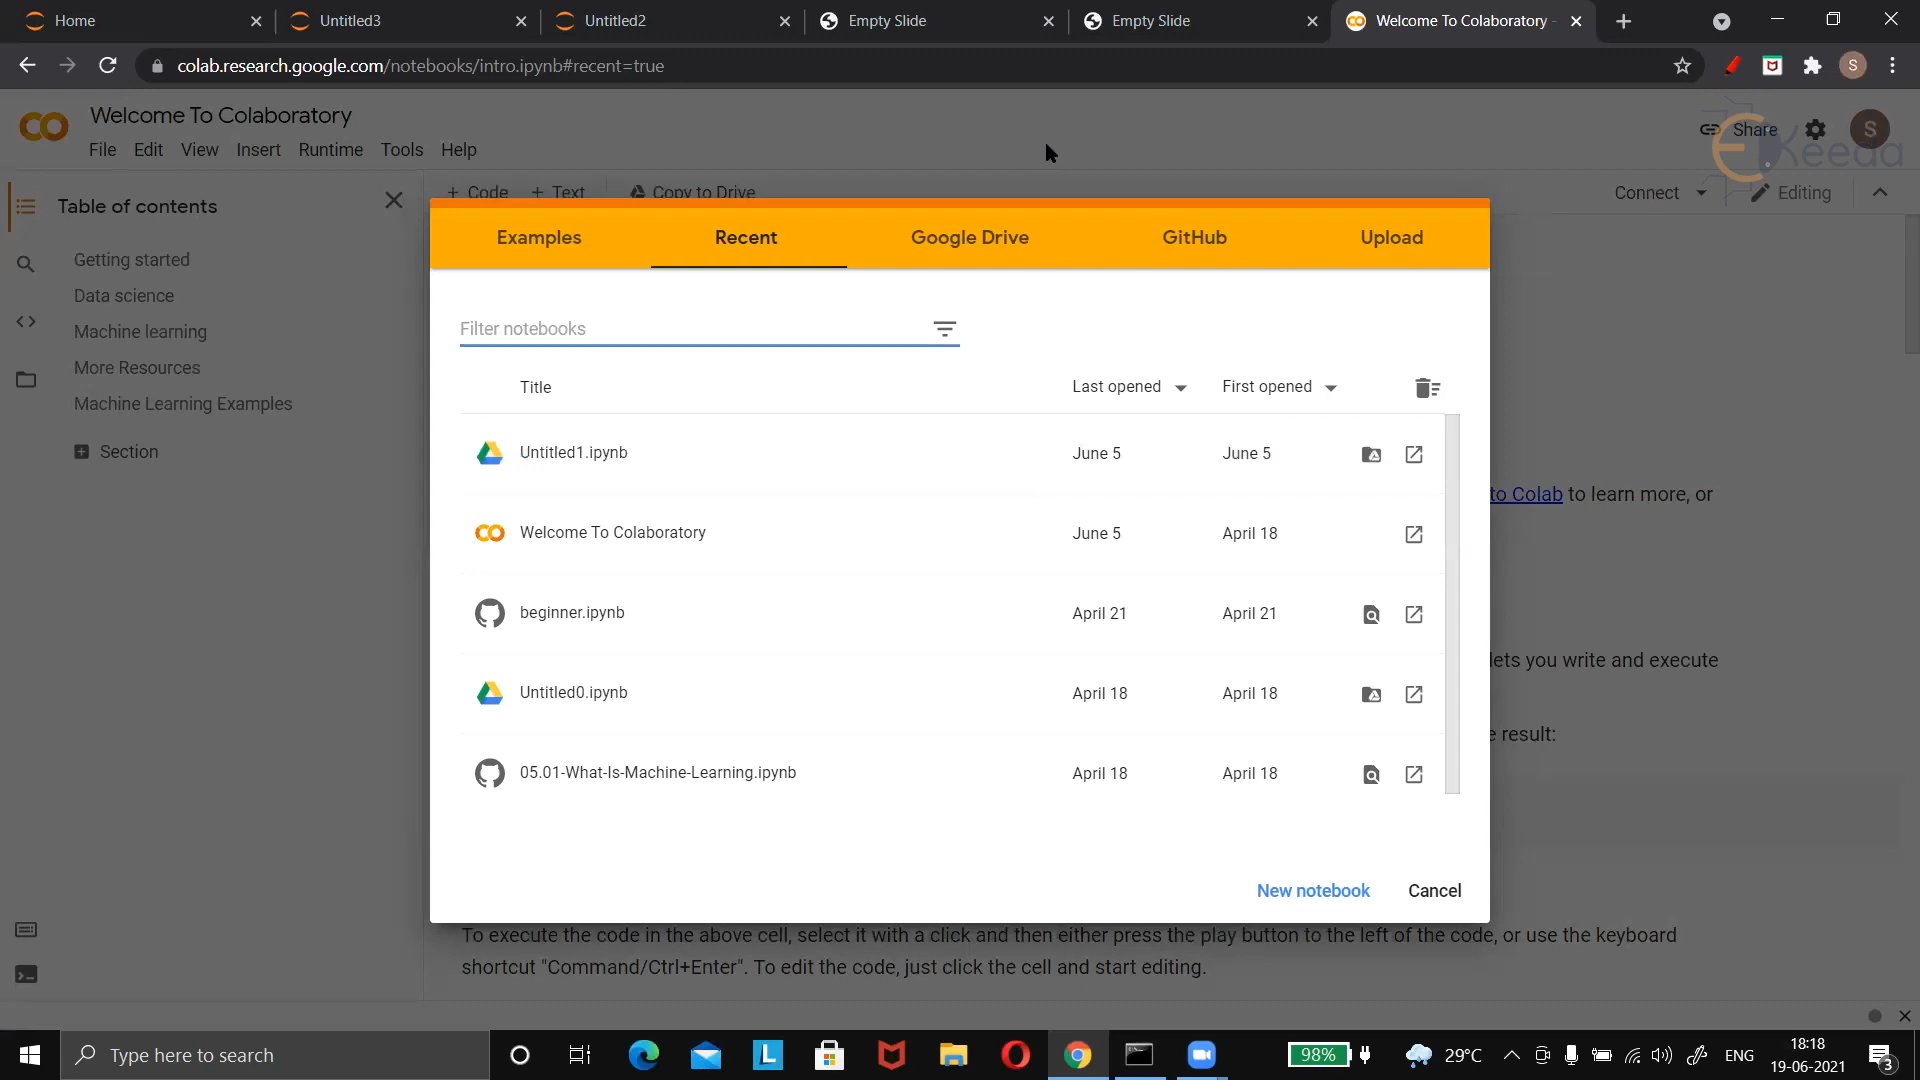 Home
Untitled3
Untitled2
Empty Slide
Empty Slide
Welcome To Colaboratory -
colab.research.google.com/notebooks/intro.ipynb#recent=true
S
Welcome To Colaboratory
File Edit View Insert Runtime Tools Help
Share
S
EKeeda
Table of contents
+ Code + Text Copy to Drive
Connect
Editing
Getting started
Data science
Machine learning
More Resources
Machine Learning Examples
Section
Examples Recent Google Drive GitHub Upload
Filter notebooks
Title Last opened First opened
Untitled1.ipynb June 5 June 5
Welcome To Colaboratory June 5 April 18
beginner.ipynb April 21 April 21
Untitled0.ipynb April 18 April 18
05.01-What-Is-Machine-Learning.ipynb April 18 April 18
New notebook Cancel
to Colab to learn more, or
lets you write and execute
e result:
To execute the code in the above cell, select it with a click and then either press the play button to the left of the code, or use the keyboard
shortcut "Command/Ctrl+Enter". To edit the code, just click the cell and start editing.
Type here to search
L
98%
29°C
ENG
18:18
19-06-2021
3